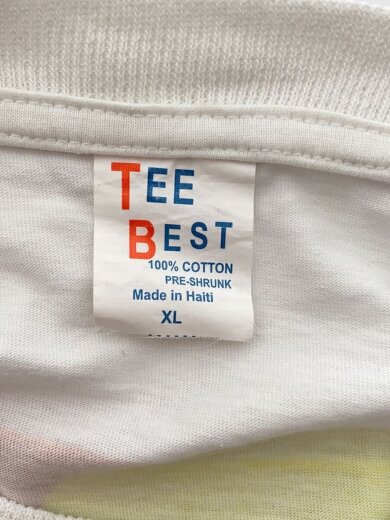 TEE
BEST
100% COTTON
PRE-SHRUNK
Made in Haiti
XL